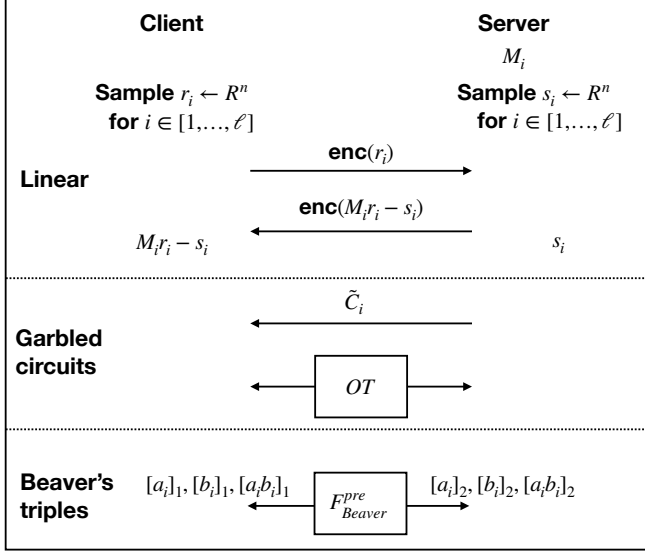 Client Server
M_i
Sample r_i ← R^n Sample s_i ← R^n
for i ∈ [1,…,ℓ] for i ∈ [1,…,ℓ]
enc(r_i)
Linear
enc(M_i r_i − s_i)
M_i r_i − s_i s_i
C̃_i
Garbled
circuits
OT
Beaver's [a_i]_1, [b_i]_1, [a_i b_i]_1 F^{pre}_{Beaver} [a_i]_2, [b_i]_2, [a_i b_i]_2
triples